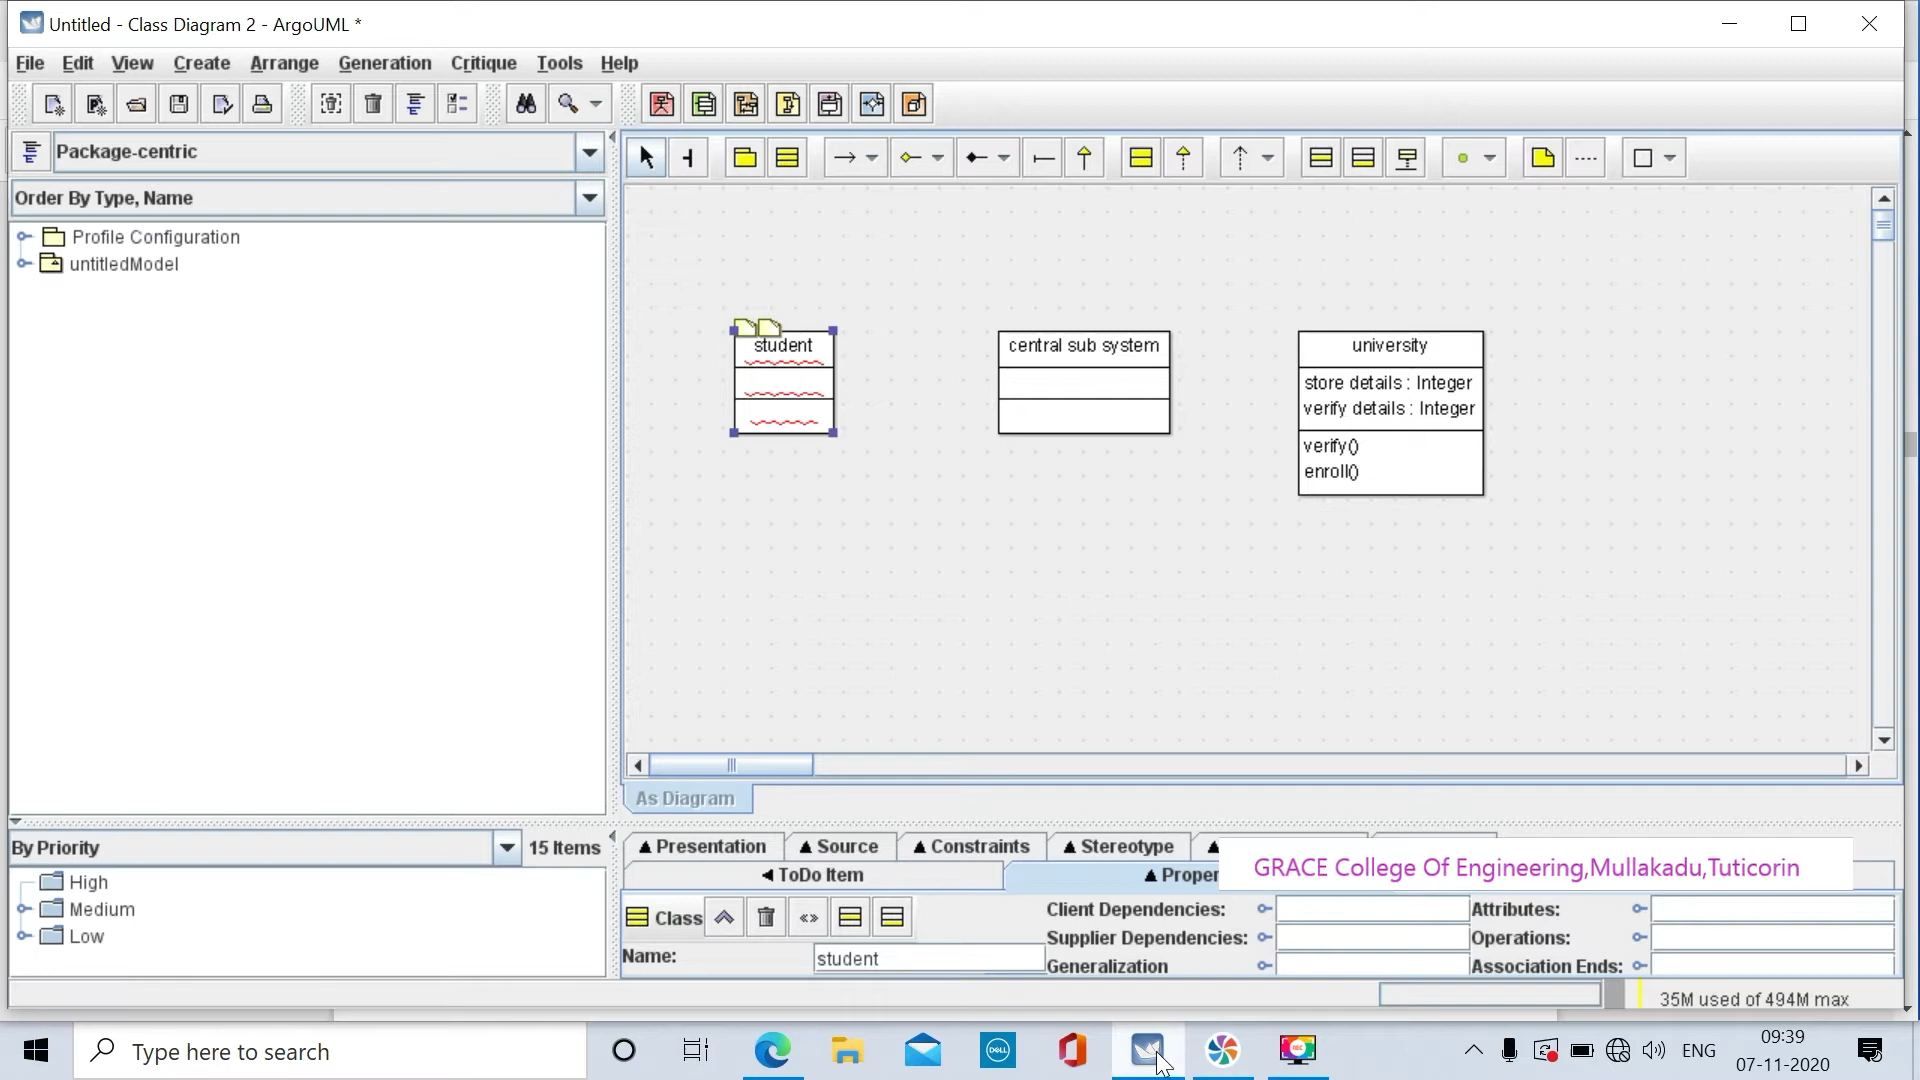 Untitled - Class Diagram 2 - ArgoUML *
File Edit View Create Arrange Generation Critique Tools Help
Package-centric
Order By Type, Name
Profile Configuration
untitledModel
student
central sub system
university
store details : Integer
verify details : Integer
verify()
enroll()
As Diagram
By Priority
15 Items
High
Medium
Low
Presentation Source Constraints Stereotype
ToDo Item
Proper
GRACE College Of Engineering,Mullakadu,Tuticorin
Class
Name: student
Client Dependencies:
Supplier Dependencies:
Generalization
Attributes:
Operations:
Association Ends:
35M used of 494M max
Type here to search
DELL
REC
ENG
09:39
07-11-2020